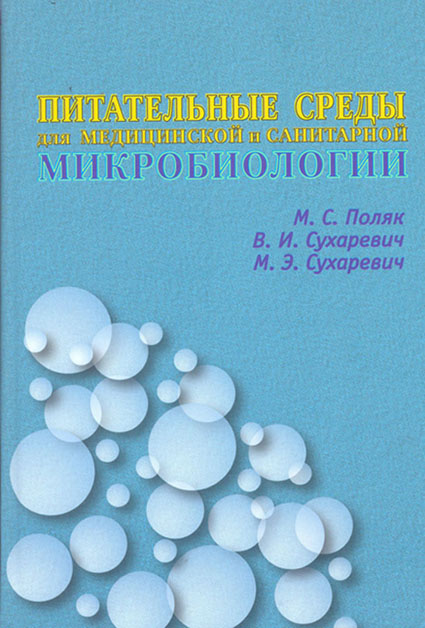 ПИТАТЕЛЬНЫЕ СРЕДЫ
для МЕДИЦИНСКОЙ и САНИТАРНОЙ
МИКРОБИОЛОГИИ
М. С. Поляк
В. И. Сухаревич
М. Э. Сухаревич